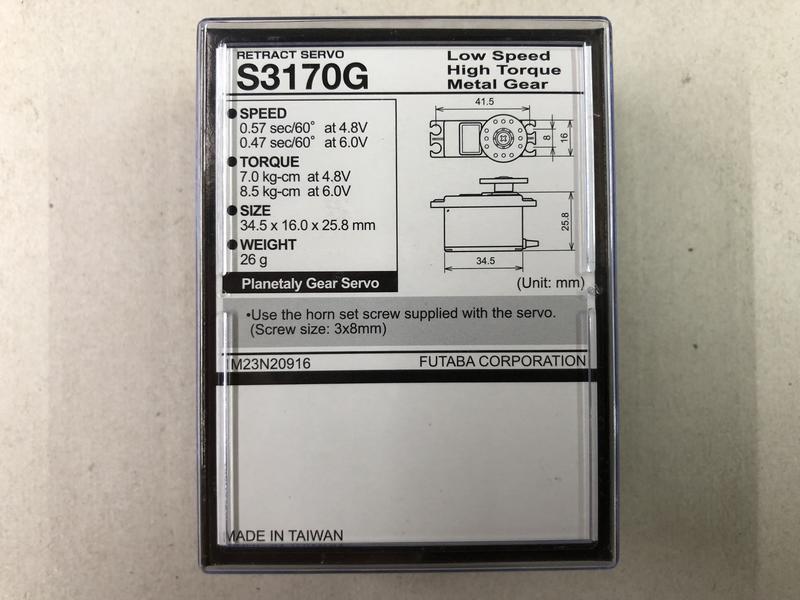 RETRACT SERVO
S3170G
Low Speed
High Torque
Metal Gear
●SPEED
0.57 sec/60° at 4.8V
0.47 sec/60° at 6.0V
●TORQUE
7.0 kg-cm at 4.8V
8.5 kg-cm at 6.0V
●SIZE
34.5 x 16.0 x 25.8 mm
●WEIGHT
26 g
Planetaly Gear Servo
41.5
8
16
25.8
34.5
(Unit: mm)
•Use the horn set screw supplied with the servo.
(Screw size: 3x8mm)
1M23N20916
FUTABA CORPORATION
MADE IN TAIWAN